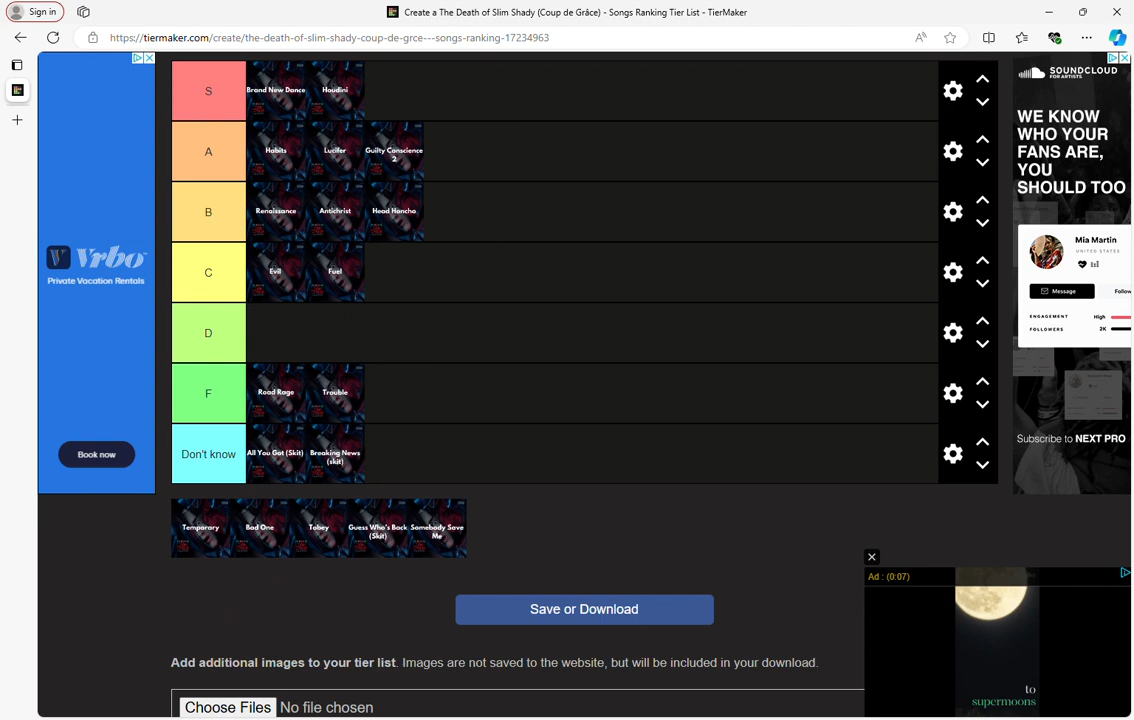 Sign in
Create a The Death of Slim Shady (Coup de Grâce) - Songs Ranking Tier List - TierMaker
https://tiermaker.com/create/the-death-of-slim-shady-coup-de-grce---songs-ranking-17234963
S
Brand New Dance
Houdini
A
Habits
Lucifer
Guilty Conscience
2
B
Renaissance
Antichrist
Head Honcho
C
Evil
Fuel
D
F
Road Rage
Trouble
Don't know
All You Got (Skit)
Breaking News
(skit)
Temporary
Bad One
Tobey
Guess Who's Back
(Skit)
Somebody Save
Me
Save or Download
Add additional images to your tier list. Images are not saved to the website, but will be included in your download.
Choose Files No file chosen
Vrbo
Private Vacation Rentals
Book now
SOUNDCLOUD
FOR ARTISTS
WE KNOW
WHO YOUR
FANS ARE,
YOU
SHOULD TOO
Mia Martin
UNITED STATES
Message
Follow
ENGAGEMENT High
FOLLOWERS 2K
Subscribe to NEXT PRO
Ad : (0:07)
to
supermoons